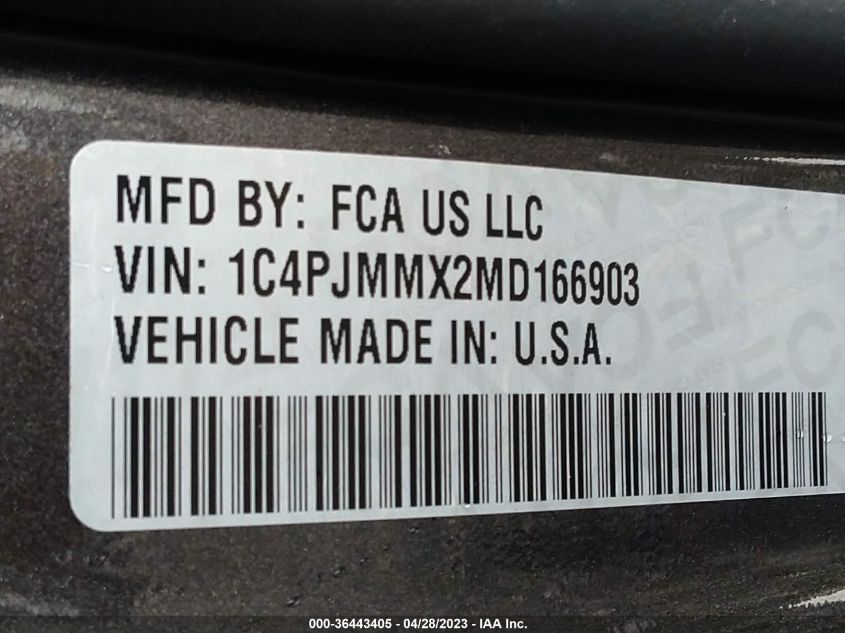 MFD BY: FCA US LLC
VIN: 1C4PJMMX2MD166903
VEHICLE MADE IN: U.S.A.
000-36443405 - 04/28/2023 - IAA Inc.